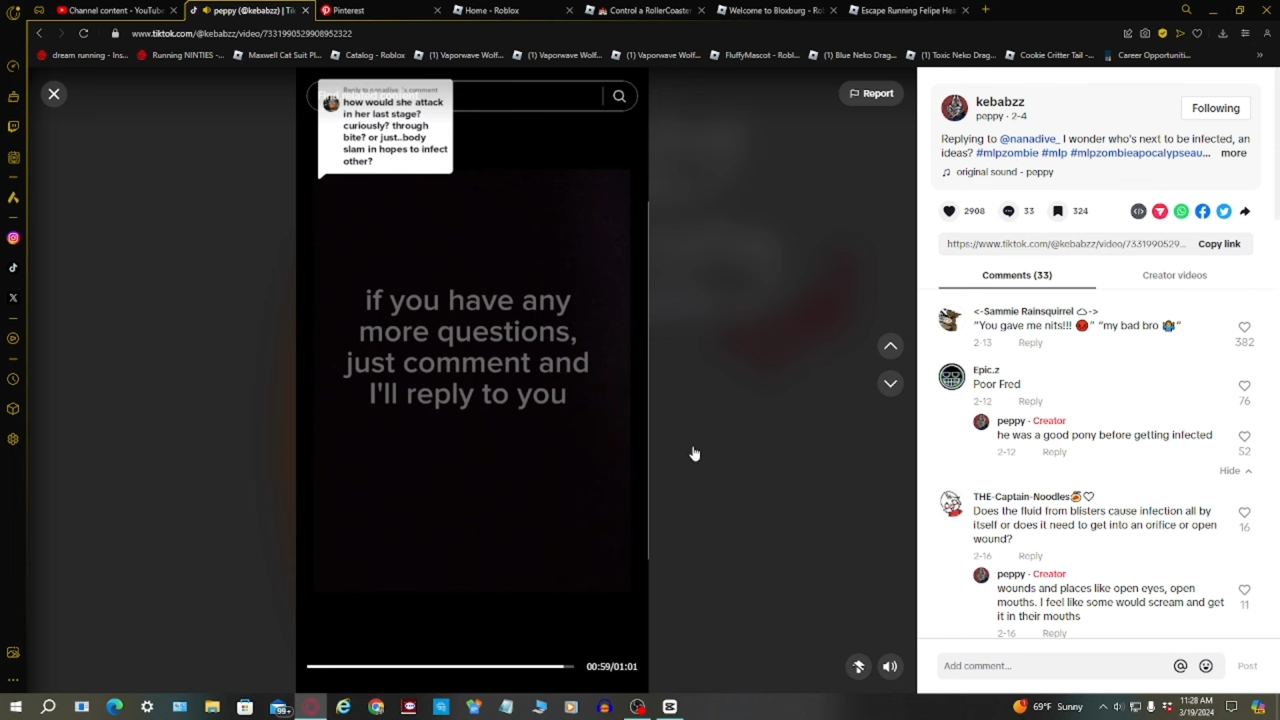 Channel content - YouTube
peppy (@kebabzz) | Tik
Pinterest
Home - Roblox
Control a RollerCoaster
Welcome to Bloxburg - Rob
Escape Running Felipe Hea
www.tiktok.com/@kebabzz/video/7331990529908952322
dream running - Ins...
Running NINTIES -...
Maxwell Cat Suit Pl...
Catalog - Roblox
(1) Vaporwave Wolf...
(1) Vaporwave Wolf...
(1) Vaporwave Wolf...
FluffyMascot - Robl...
(1) Blue Neko Drag...
(1) Toxic Neko Drag...
Cookie Critter Tail -...
Career Opportuniti...
how would she attack
in her last stage?
curiously? through
bite? or just..body
slam in hopes to infect
other?
Report
if you have any
more questions,
just comment and
I'll reply to you
00:59/01:01
kebabzz
peppy · 2-4
Following
Replying to @nanadive_ I wonder who's next to be infected, an
ideas? #mlpzombie #mlp #mlpzombieapocalypseau... more
original sound - peppy
2908
33
324
https://www.tiktok.com/@kebabzz/video/7331990529...
Copy link
Comments (33)
Creator videos
<-Sammie Rainsquirrel ☁->
“You gave me nits!!! 😡” “my bad bro 🤷”
2-13 Reply
382
Epic.z
Poor Fred
2-12 Reply
76
peppy · Creator
he was a good pony before getting infected
2-12 Reply
52
Hide
THE-Captain-Noodles🍜♡
Does the fluid from blisters cause infection all by
itself or does it need to get into an orifice or open
wound?
2-16 Reply
16
peppy · Creator
wounds and places like open eyes, open
mouths. I feel like some would scream and get
it in their mouths
2-16 Reply
11
Add comment...
Post
99+
69°F Sunny
11:28 AM
3/19/2024